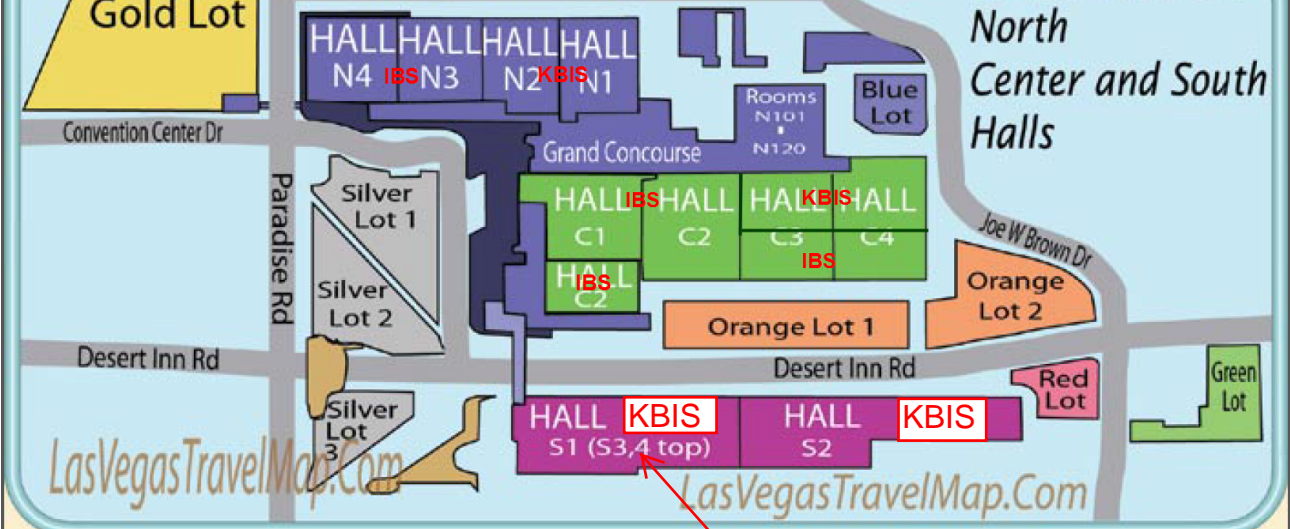 Gold Lot
North
Center and South
Halls
HALL HALL HALL HALL
N4 IBS N3 N2 KBIS N1
Blue
Lot
Rooms
N101
N120
Convention Center Dr
Grand Concourse
Paradise Rd
Silver
Lot 1
HALL IBS HALL HALL KBIS HALL
C1 C2 C3 C4
IBS
Joe W Brown Dr
HALL
IBS
C2
Silver
Lot 2
Orange
Lot 2
Orange Lot 1
Desert Inn Rd
Desert Inn Rd
Red
Lot
Green
Lot
Silver
Lot
3
HALL KBIS
S1 (S3,4 top)
HALL KBIS
S2
LasVegasTravelMap.Com
LasVegasTravelMap.Com